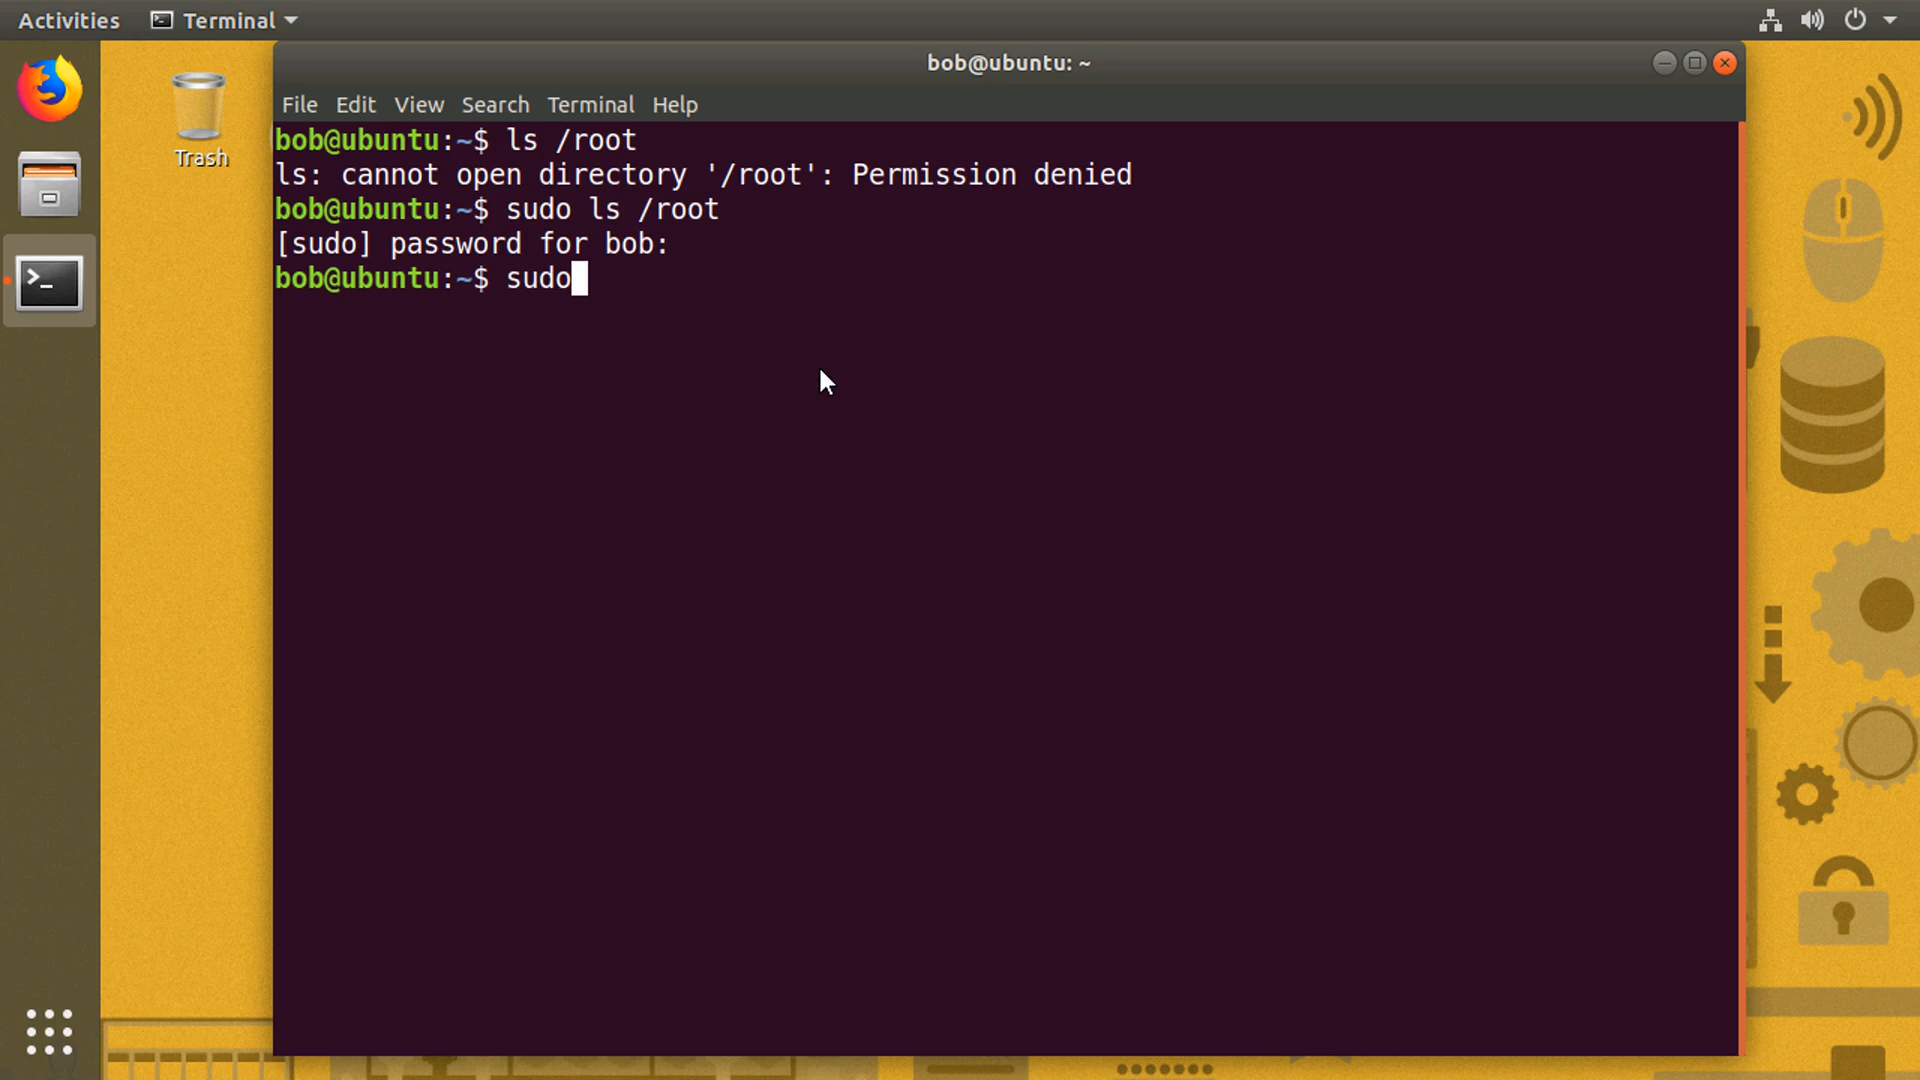 Activities
Terminal
Trash
bob@ubuntu: ~
File Edit View Search Terminal Help
bob@ubuntu:~$ ls /root
ls: cannot open directory '/root': Permission denied
bob@ubuntu:~$ sudo ls /root
[sudo] password for bob:
bob@ubuntu:~$ sudo